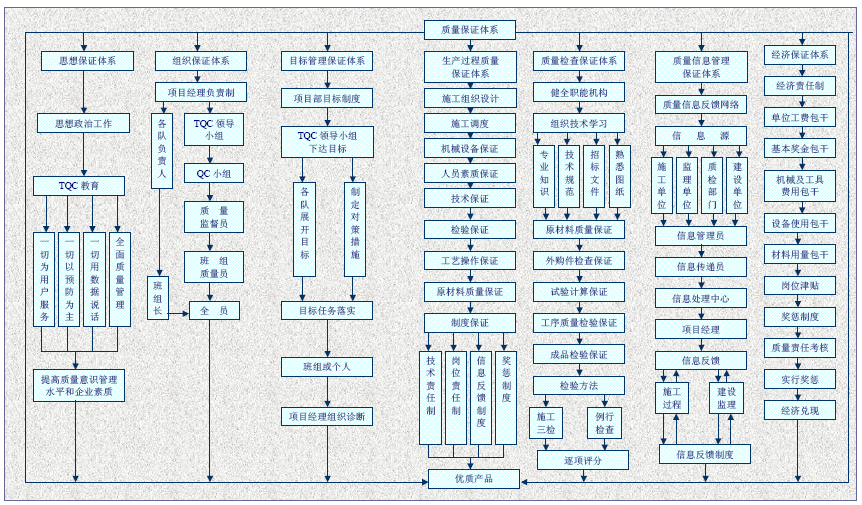 质量保证体系
思想保证体系
思想政治工作
TQC 教育
一切为用户服务
一切以预防为主
一切用数据说话
全面质量管理
提高质量意识管理
水平和企业素质
组织保证体系
项目经理负责制
各队负责人
班组长
TQC 领导
小组
QC 小组
质 量
监督员
班 组
质量员
全 员
目标管理保证体系
项目部目标制度
TQC 领导小组
下达目标
各队展开目标
制定对策措施
目标任务落实
班组或个人
项目经理组织诊断
生产过程质量
保证体系
施工组织设计
施工调度
机械设备保证
人员素质保证
技术保证
检验保证
工艺操作保证
原材料质量保证
制度保证
技术责任制
岗位责任制
信息反馈制度
奖惩制度
优质产品
质量检查保证体系
健全职能机构
组织技术学习
专业知识
技术规范
招标文件
熟悉图纸
原材料质量保证
外购件检查保证
试验计算保证
工序质量检验保证
成品检验保证
检验方法
施工
三检
例行
检查
逐项评分
质量信息管理
保证体系
质量信息反馈网络
信 息 源
施工单位
监理单位
质检部门
建设单位
信息管理员
信息传递员
信息处理中心
项目经理
信息反馈
施工
过程
建设
监理
信息反馈制度
经济保证体系
经济责任制
单位工费包干
基本奖金包干
机械及工具
费用包干
设备使用包干
材料用量包干
岗位津贴
奖惩制度
质量责任考核
实行奖惩
经济兑现